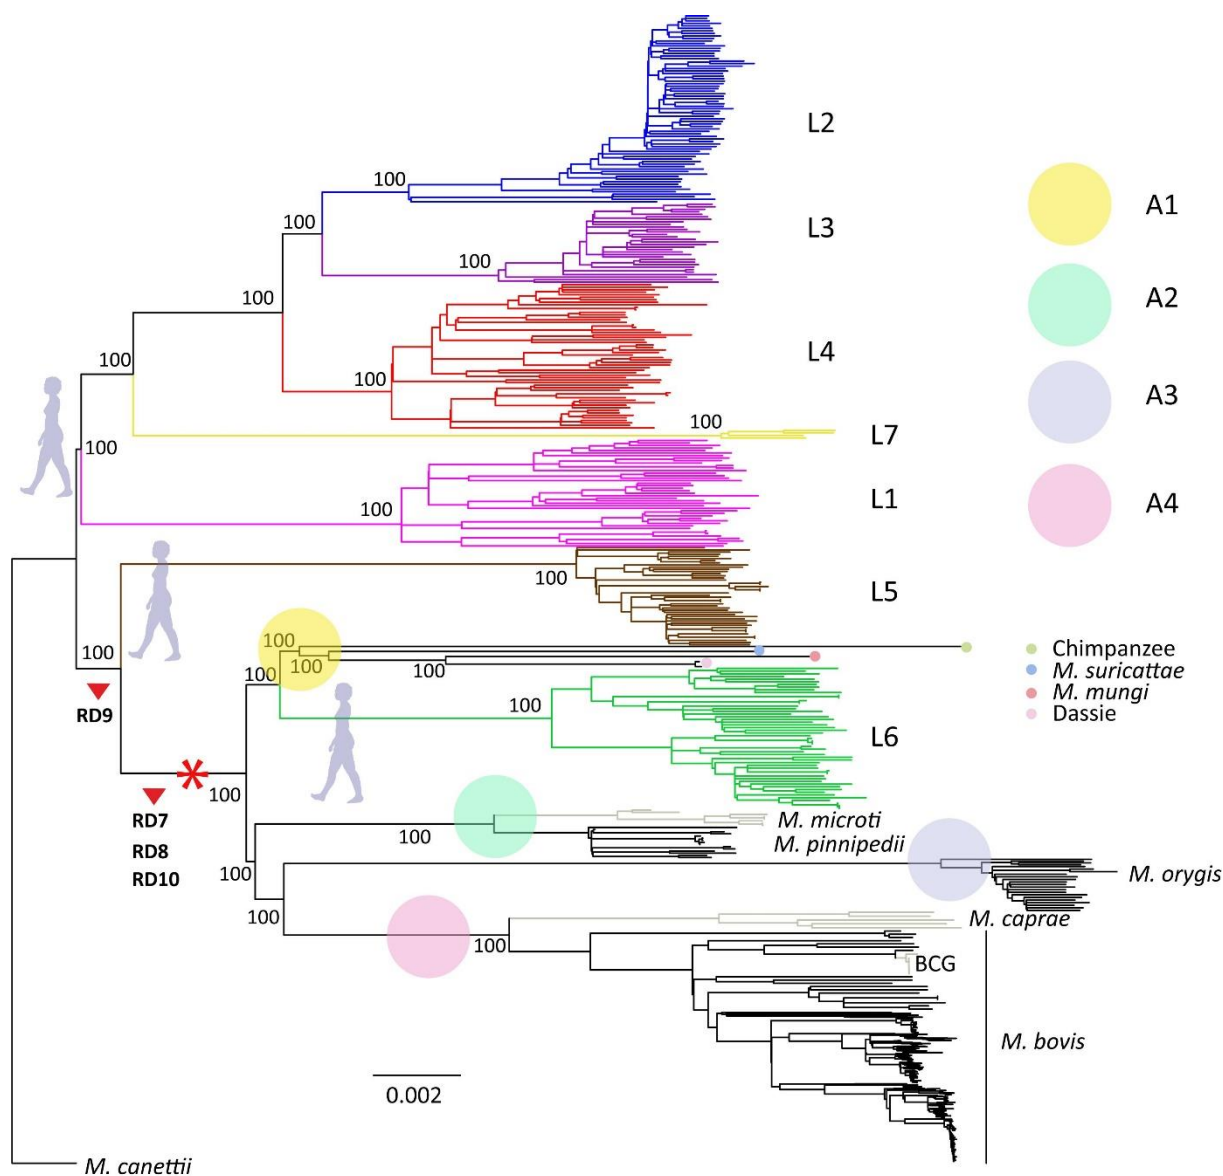 L2
100
A1
100
L3
100
A2
100
L4
100
A3
100
100
L7
100
L1
100
A4
100
L5
100
100
100
Chimpanzee
M. suricattae
M. mungi
Dassie
100
100
100
RD9
100
L6
RD7
RD8
RD10
100
100
M. microti
M. pinnipedii
100
M. orygis
100
M. caprae
100
BCG
M. bovis
0.002
M. canettii